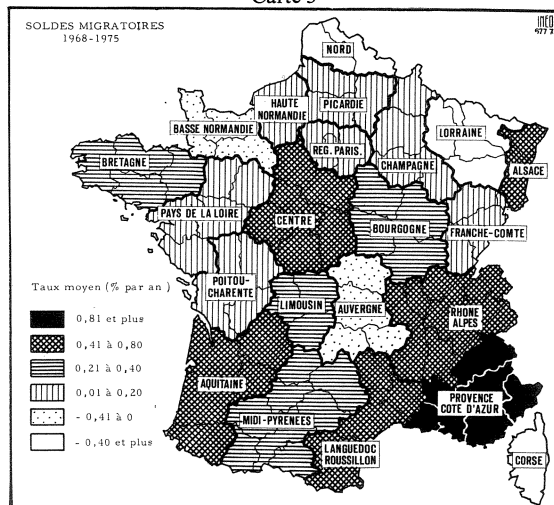 Carte 3
SOLDES MIGRATOIRES
1968-1975
INED
NORD
HAUTE
NORMANDIE
PICARDIE
BASSE NORMANDIE
LORRAINE
REG. PARIS.
BRETAGNE
CHAMPAGNE
ALSACE
PAYS DE LA LOIRE
CENTRE
BOURGOGNE
FRANCHE-COMTE
POITOU-
CHARENTE
LIMOUSIN
AUVERGNE
RHONE
ALPES
AQUITAINE
PROVENCE
COTE D'AZUR
MIDI-PYRENEES
LANGUEDOC
ROUSSILLON
CORSE
Taux moyen (% par an)
0,81 et plus
0,41 à 0,80
0,21 à 0,40
0,01 à 0,20
- 0,41 à 0
- 0,40 et plus